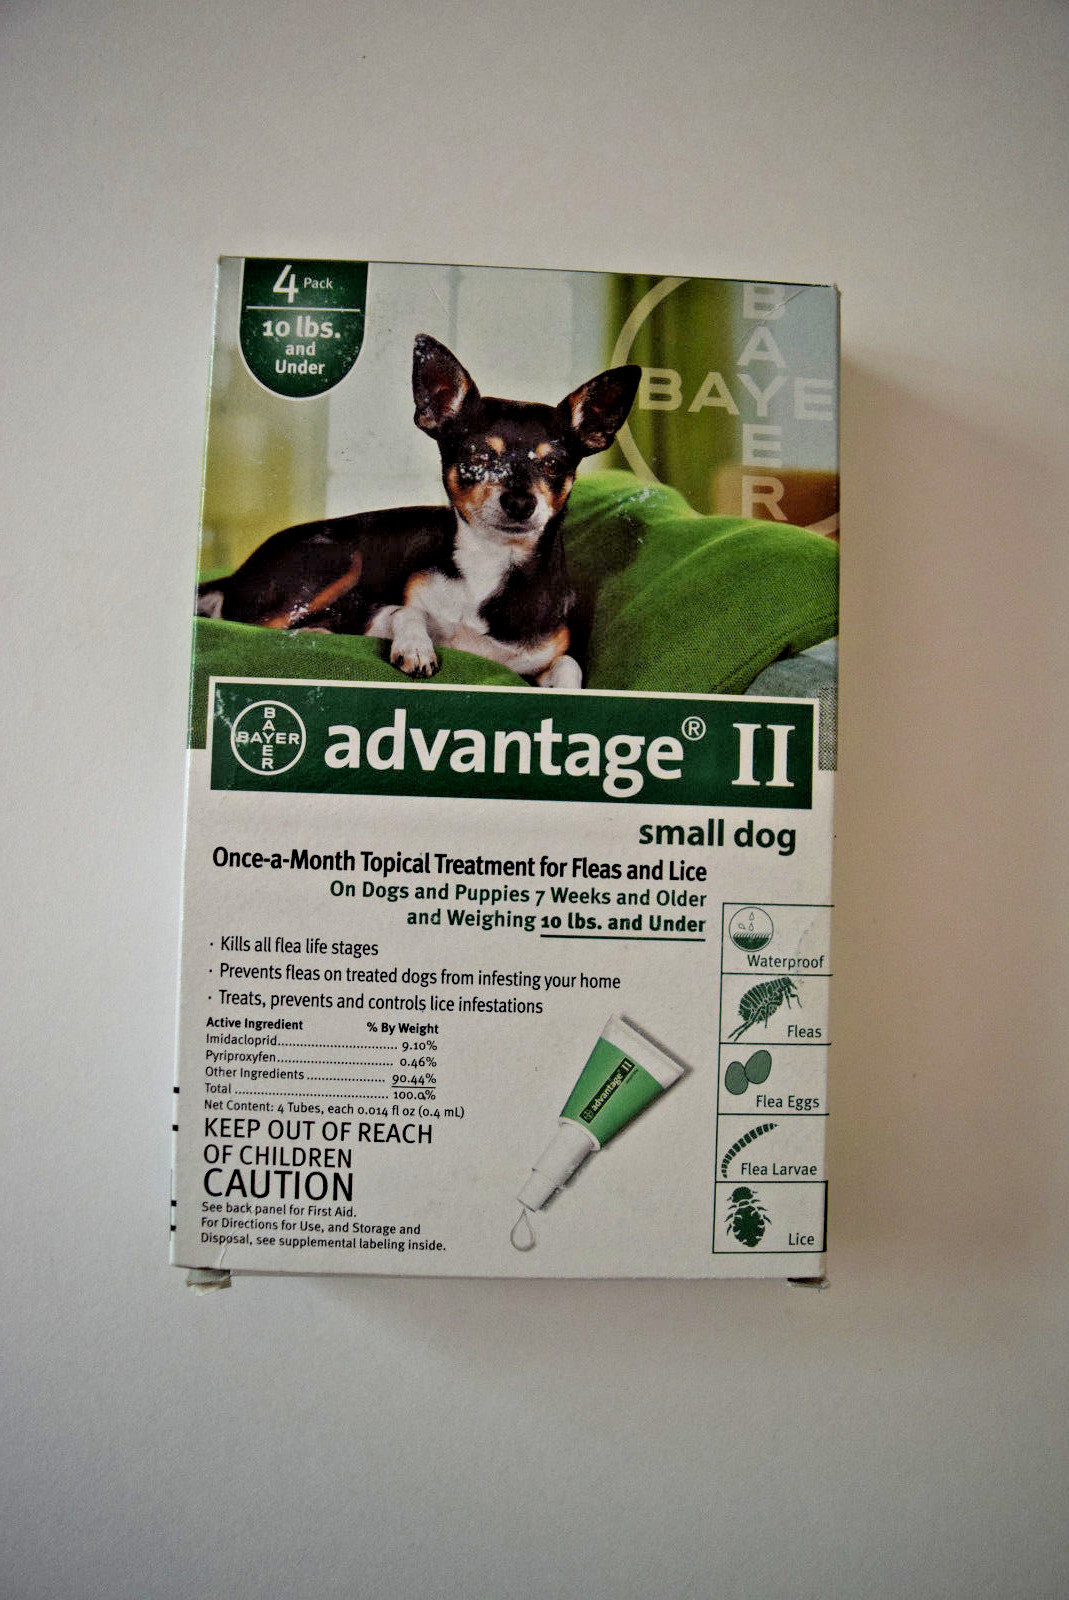 4 Pack
10 lbs.
and
Under
BAYER
BAYER
BAYER
BAYER
advantage® II
small dog
Once-a-Month Topical Treatment for Fleas and Lice
On Dogs and Puppies 7 Weeks and Older
and Weighing 10 lbs. and Under
· Kills all flea life stages
· Prevents fleas on treated dogs from infesting your home
· Treats, prevents and controls lice infestations
Active Ingredient % By Weight
Imidacloprid.............................. 9.10%
Pyriproxyfen............................. 0.46%
Other Ingredients .................... 90.44%
Total ........................................ 100.0%
Net Content: 4 Tubes, each 0.014 fl oz (0.4 mL)
KEEP OUT OF REACH
OF CHILDREN
CAUTION
See back panel for First Aid.
For Directions for Use, and Storage and
Disposal, see supplemental labeling inside.
advantage® II
Waterproof
Fleas
Flea Eggs
Flea Larvae
Lice